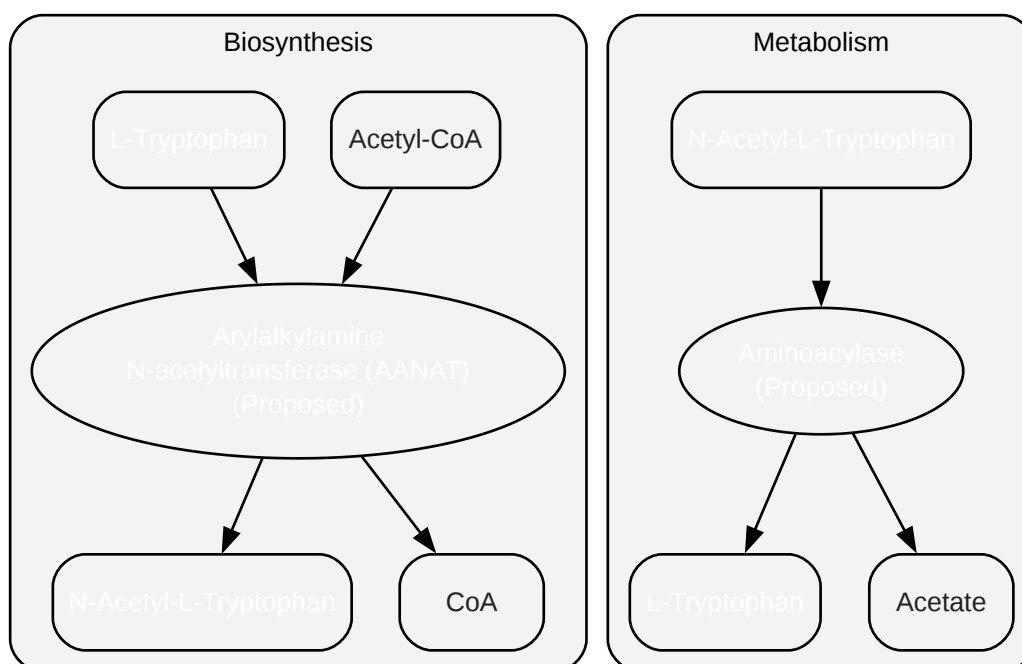 Biosynthesis
L-Tryptophan
Acetyl-CoA
Arylalkylamine
N-acetyltransferase (AANAT)
(Proposed)
N-Acetyl-L-Tryptophan
CoA
Metabolism
N-Acetyl-L-Tryptophan
Aminoacylase
(Proposed)
L-Tryptophan
Acetate